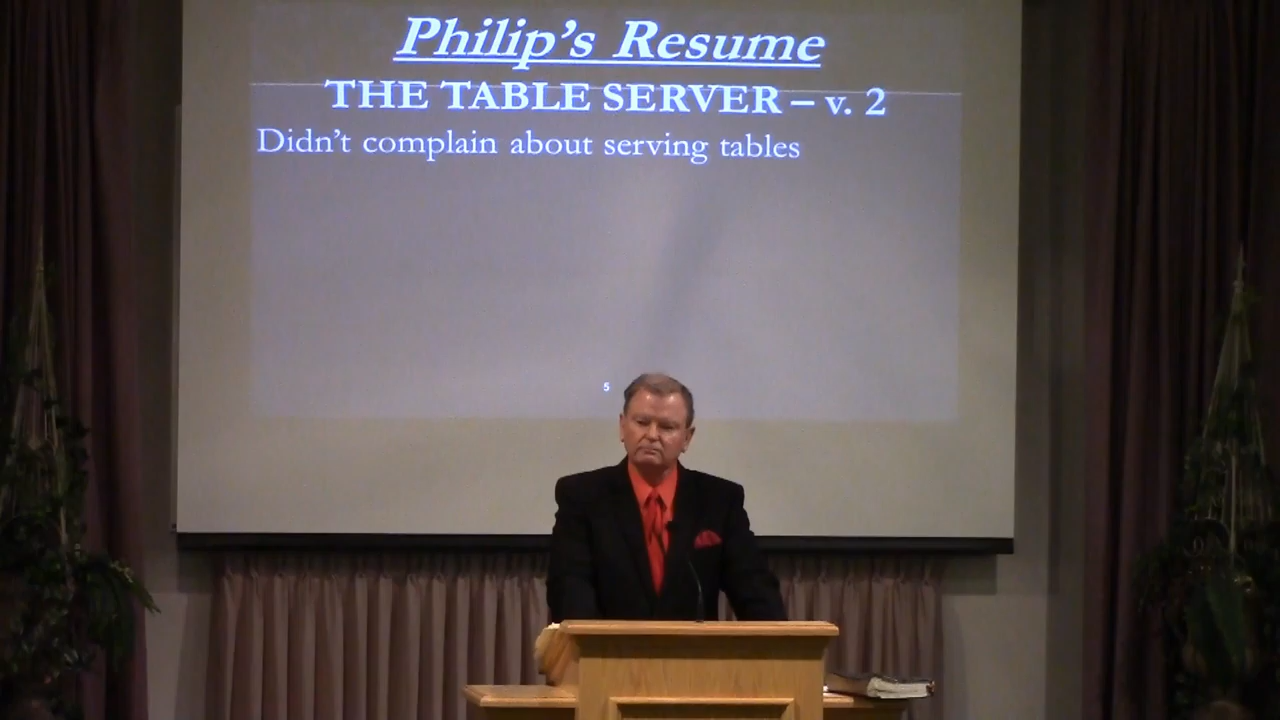 Philip’s Resume
THE TABLE SERVER – v. 2
Didn’t complain about serving tables
5